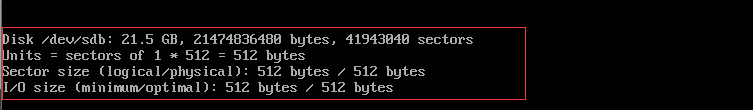 Disk /dev/sdb: 21.5 GB, 21474836480 bytes, 41943040 sectors
Units = sectors of 1 * 512 = 512 bytes
Sector size (logical/physical): 512 bytes / 512 bytes
I/O size (minimum/optimal): 512 bytes / 512 bytes